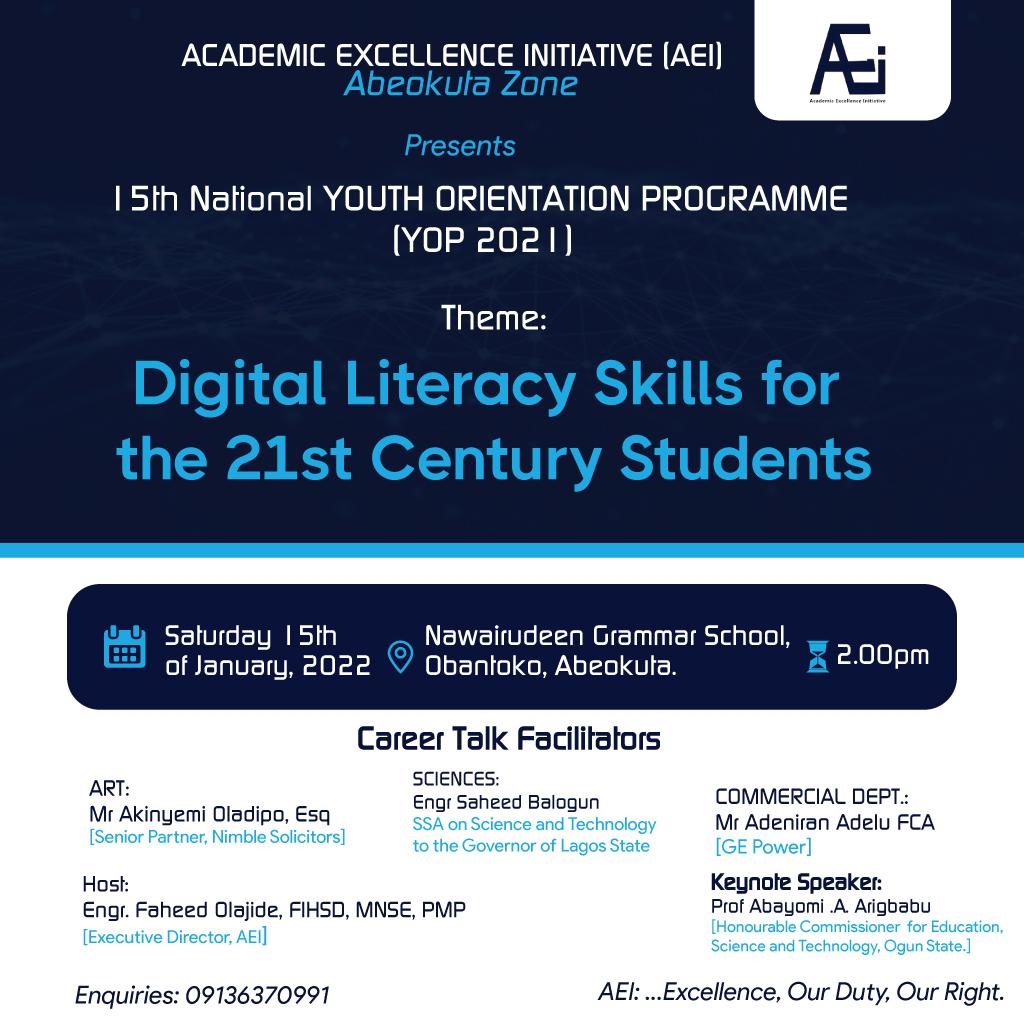 ACADEMIC EXCELLENCE INITIATIVE (AEI)
Abeokuta Zone
AEi
Academic Excellence Initiative
Presents
15th National YOUTH ORIENTATION PROGRAMME
(YOP 2021)
Theme:
Digital Literacy Skills for
the 21st Century Students
Saturday 15th
of January, 2022
Nawairudeen Grammar School,
Obantoko, Abeokuta.
2.00pm
Career Talk Facilitators
ART:
Mr Akinyemi Oladipo, Esq
[Senior Partner, Nimble Solicitors]
SCIENCES:
Engr Saheed Balogun
SSA on Science and Technology
to the Governor of Lagos State
COMMERCIAL DEPT.:
Mr Adeniran Adelu FCA
[GE Power]
Host:
Engr. Faheed Olajide, FIHSD, MNSE, PMP
[Executive Director, AEI]
Keynote Speaker:
Prof Abayomi .A. Arigbabu
[Honourable Commissioner for Education,
Science and Technology, Ogun State.]
Enquiries: 09136370991
AEI: ...Excellence, Our Duty, Our Right.